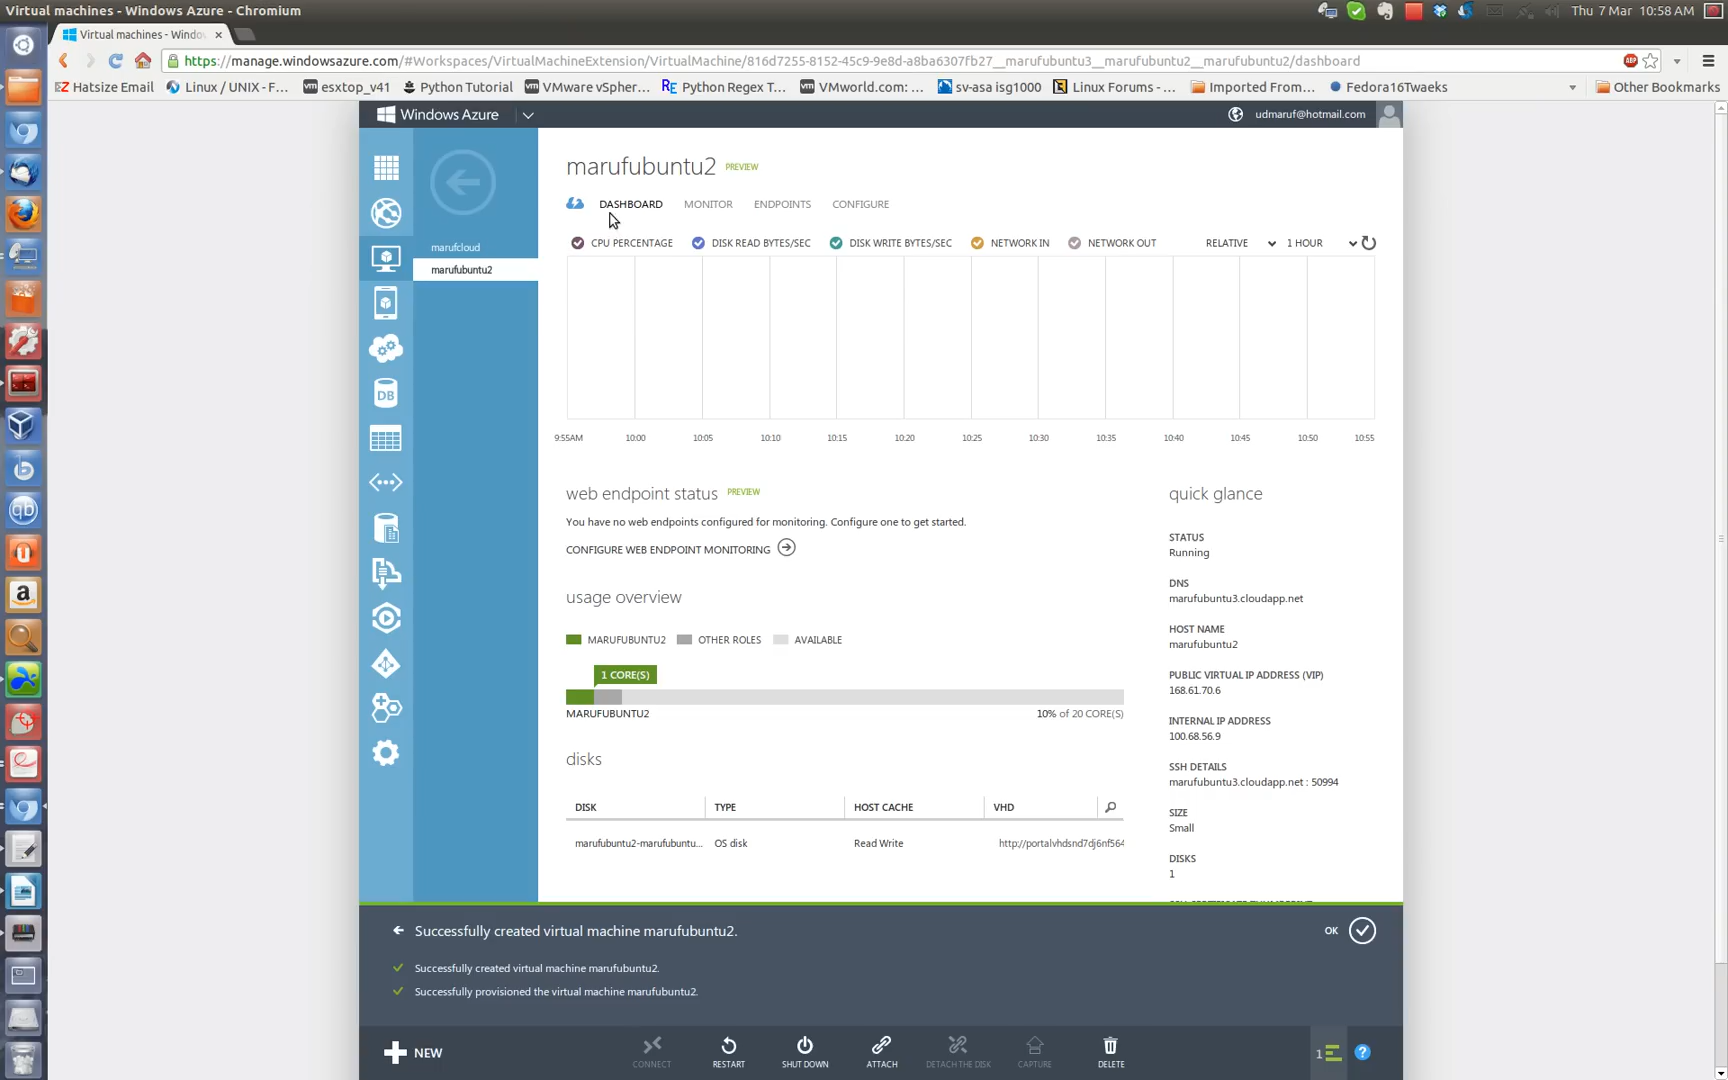 Virtual machines - Windows Azure - Chromium
Thu 7 Mar 10:58 AM
Virtual machines - Windo
https://manage.windowsazure.com/#Workspaces/VirtualMachineExtension/VirtualMachine/816d7255-8152-45c9-9e8d-a8ba6307fb27__marufubuntu3__marufubuntu2__marufubuntu2/dashboard
ABP
Hatsize Email
Linux / UNIX - F...
esxtop_v41
Python Tutorial
VMware vSpher...
Python Regex T...
VMworld.com: ...
sv-asa isg1000
Linux Forums - ...
Imported From...
Fedora16Tweaks
Other Bookmarks
Windows Azure
udmaruf@hotmail.com
marufcloud
marufubuntu2
DB
marufubuntu2 PREVIEW
DASHBOARD MONITOR ENDPOINTS CONFIGURE
CPU PERCENTAGE DISK READ BYTES/SEC DISK WRITE BYTES/SEC NETWORK IN NETWORK OUT RELATIVE 1 HOUR
9:55AM 10:00 10:05 10:10 10:15 10:20 10:25 10:30 10:35 10:40 10:45 10:50 10:55
web endpoint status PREVIEW
You have no web endpoints configured for monitoring. Configure one to get started.
CONFIGURE WEB ENDPOINT MONITORING
usage overview
MARUFUBUNTU2 OTHER ROLES AVAILABLE
1 CORE(S)
MARUFUBUNTU2 10% of 20 CORE(S)
disks
DISK TYPE HOST CACHE VHD
marufubuntu2-marufubuntu... OS disk Read Write http://portalvhdsnd7dj6nf564
quick glance
STATUS
Running
DNS
marufubuntu3.cloudapp.net
HOST NAME
marufubuntu2
PUBLIC VIRTUAL IP ADDRESS (VIP)
168.61.70.6
INTERNAL IP ADDRESS
100.68.56.9
SSH DETAILS
marufubuntu3.cloudapp.net : 50994
SIZE
Small
DISKS
1
Successfully created virtual machine marufubuntu2.
OK
Successfully created virtual machine marufubuntu2.
Successfully provisioned the virtual machine marufubuntu2.
NEW
CONNECT RESTART SHUT DOWN ATTACH DETACH THE DISK CAPTURE DELETE
1 ?